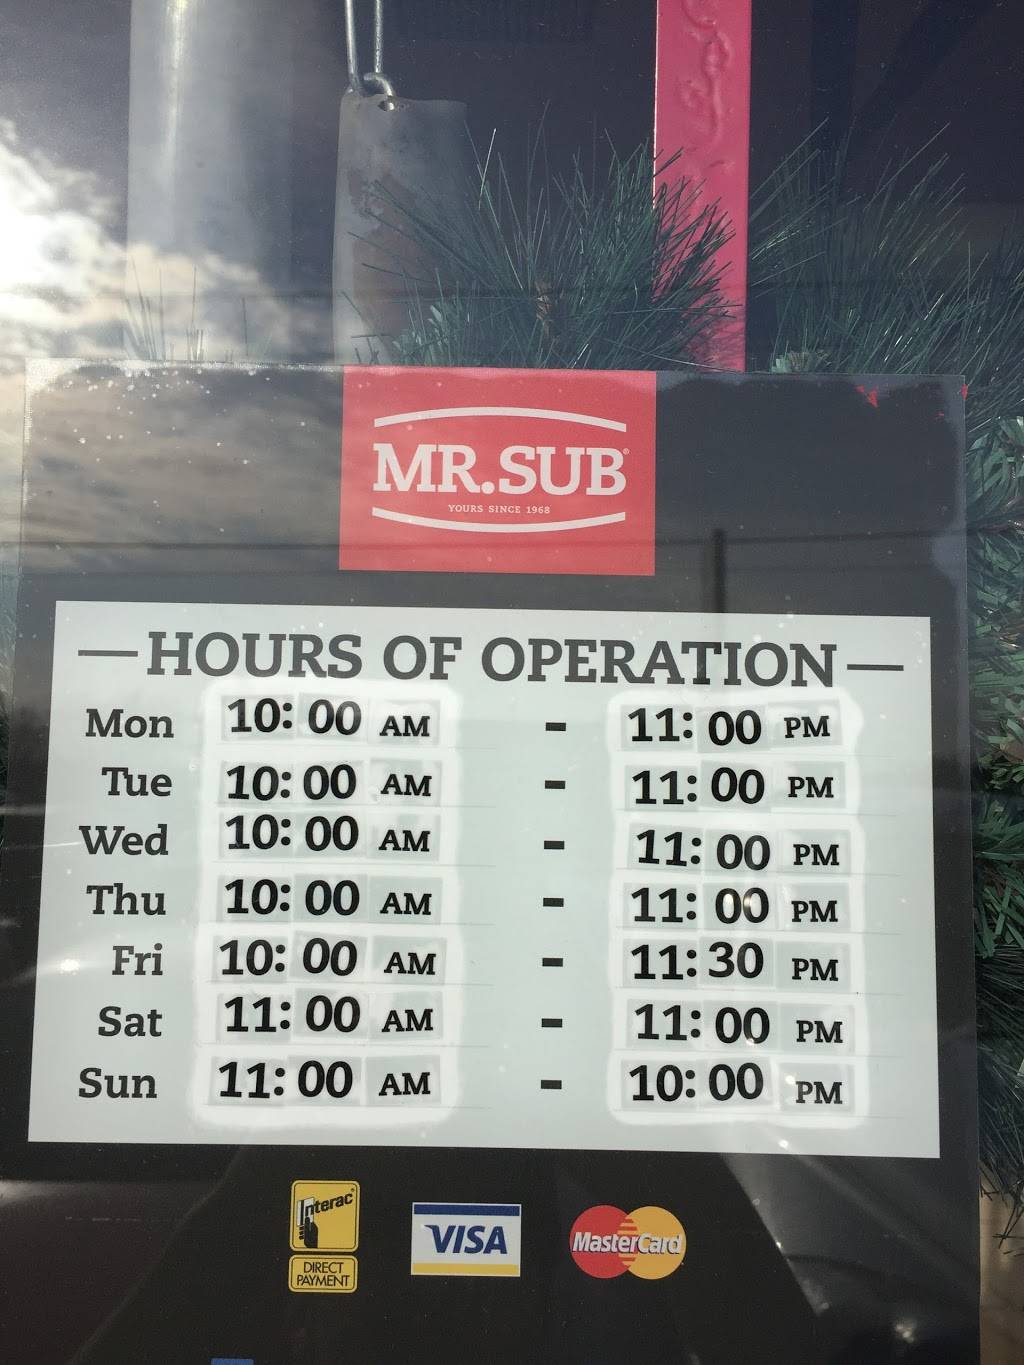 MR.SUB
YOURS SINCE 1968
—HOURS OF OPERATION—
Mon 10:00 AM - 11:00 PM
Tue 10:00 AM - 11:00 PM
Wed 10:00 AM - 11:00 PM
Thu 10:00 AM - 11:00 PM
Fri 10:00 AM - 11:30 PM
Sat 11:00 AM - 11:00 PM
Sun 11:00 AM - 10:00 PM
Interac®
DIRECT
PAYMENT
VISA
MasterCard